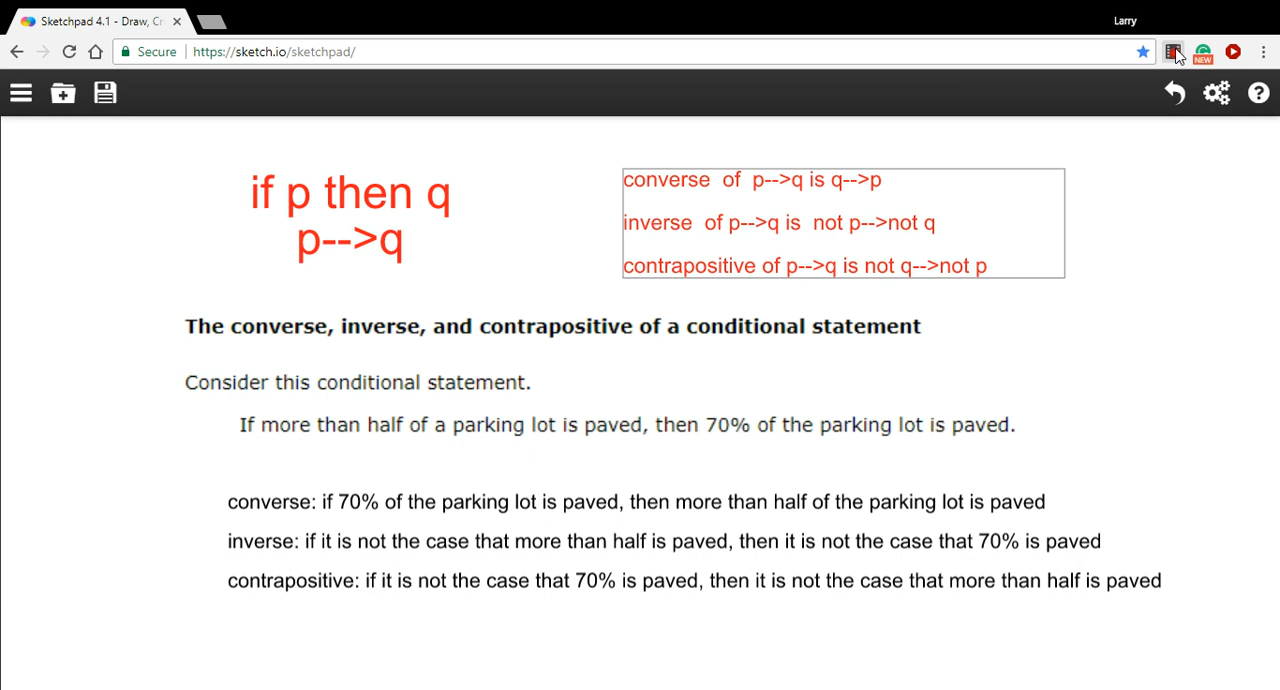 Sketchpad 4.1 - Draw, Cr
Larry
Secure
https://sketch.io/sketchpad/
NEW
if p then q
p-->q
converse of p-->q is q-->p
inverse of p-->q is not p-->not q
contrapositive of p-->q is not q-->not p
The converse, inverse, and contrapositive of a conditional statement
Consider this conditional statement.
If more than half of a parking lot is paved, then 70% of the parking lot is paved.
converse: if 70% of the parking lot is paved, then more than half of the parking lot is paved
inverse: if it is not the case that more than half is paved, then it is not the case that 70% is paved
contrapositive: if it is not the case that 70% is paved, then it is not the case that more than half is paved